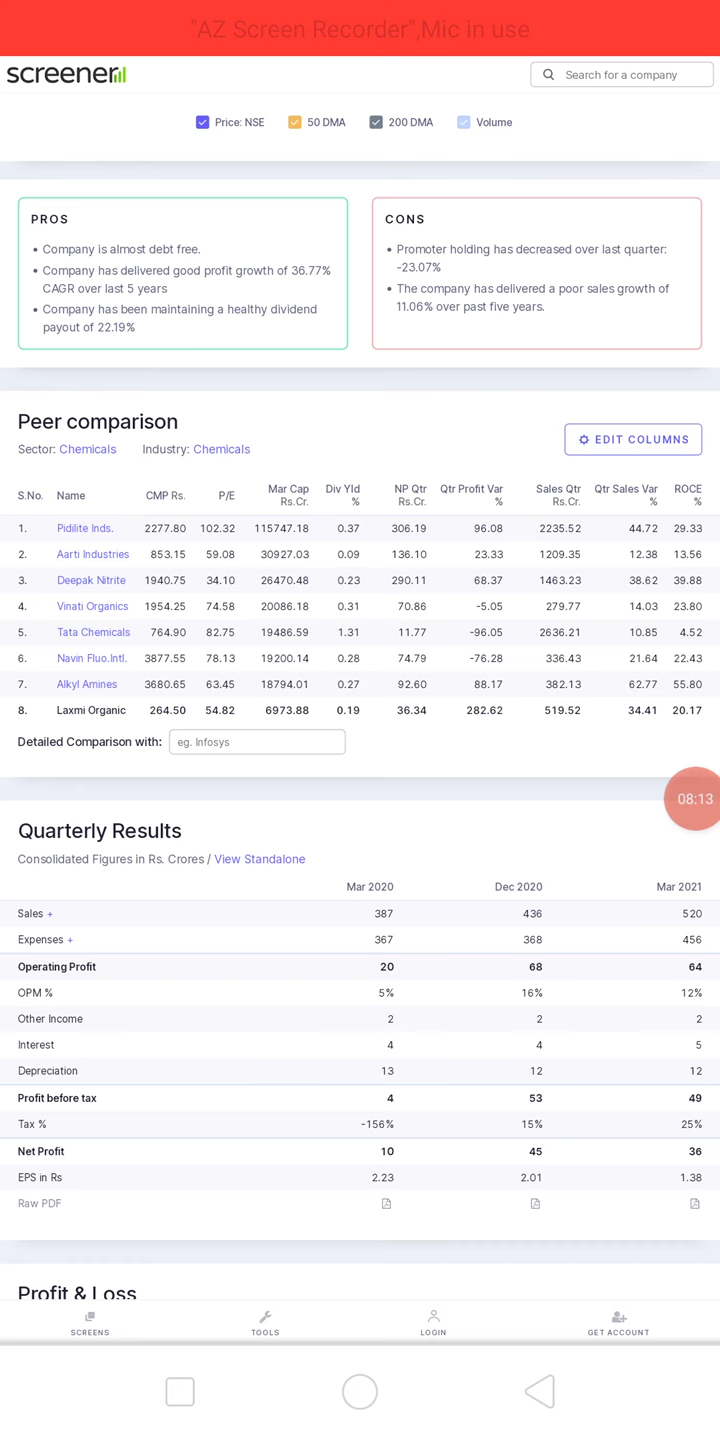 "AZ Screen Recorder",Mic in use
screener
Search for a company
Price: NSE 50 DMA 200 DMA Volume
PROS
• Company is almost debt free.
• Company has delivered good profit growth of 36.77%
CAGR over last 5 years
• Company has been maintaining a healthy dividend
payout of 22.19%
CONS
• Promoter holding has decreased over last quarter:
-23.07%
• The company has delivered a poor sales growth of
11.06% over past five years.
Peer comparison
Sector: Chemicals Industry: Chemicals
EDIT COLUMNS
S.No. Name CMP Rs. P/E Mar Cap Rs.Cr. Div Yld % NP Qtr Rs.Cr. Qtr Profit Var % Sales Qtr Rs.Cr. Qtr Sales Var % ROCE %
1. Pidilite Inds. 2277.80 102.32 115747.18 0.37 306.19 96.08 2235.52 44.72 29.33
2. Aarti Industries 853.15 59.08 30927.03 0.09 136.10 23.33 1209.35 12.38 13.56
3. Deepak Nitrite 1940.75 34.10 26470.48 0.23 290.11 68.37 1463.23 38.62 39.88
4. Vinati Organics 1954.25 74.58 20086.18 0.31 70.86 -5.05 279.77 14.03 23.80
5. Tata Chemicals 764.90 82.75 19486.59 1.31 11.77 -96.05 2636.21 10.85 4.52
6. Navin Fluo.Intl. 3877.55 78.13 19200.14 0.28 74.79 -76.28 336.43 21.64 22.43
7. Alkyl Amines 3680.65 63.45 18794.01 0.27 92.60 88.17 382.13 62.77 55.80
8. Laxmi Organic 264.50 54.82 6973.88 0.19 36.34 282.62 519.52 34.41 20.17
Detailed Comparison with: eg. Infosys
08:13
Quarterly Results
Consolidated Figures in Rs. Crores / View Standalone
Mar 2020 Dec 2020 Mar 2021
Sales + 387 436 520
Expenses + 367 368 456
Operating Profit 20 68 64
OPM % 5% 16% 12%
Other Income 2 2 2
Interest 4 4 5
Depreciation 13 12 12
Profit before tax 4 53 49
Tax % -156% 15% 25%
Net Profit 10 45 36
EPS in Rs 2.23 2.01 1.38
Raw PDF
Profit & Loss
SCREENS TOOLS LOGIN GET ACCOUNT